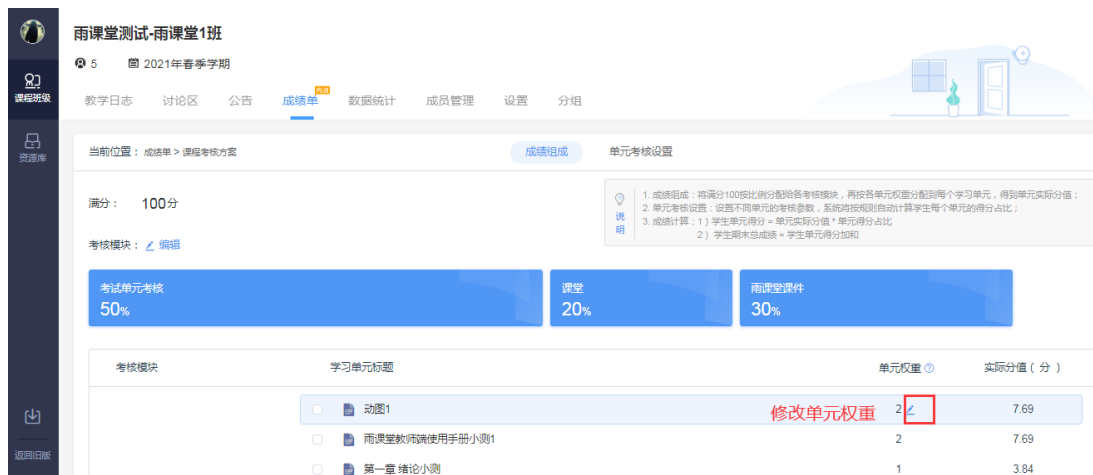 雨课堂测试-雨课堂1班
5 2021年春季学期
课程班级
教学日志 讨论区 公告 成绩单 数据统计 成员管理 设置 分组
资源库
当前位置：成绩单 > 课程考核方案 成绩组成 单元考核设置
满分： 100分
说明
1. 成绩组成：将满分100按比例分配给各考核模块，再按各单元权重分配到每个学习单元，得到单元实际分值；
2. 单元考核设置：设置不同单元的考核参数，系统将按规则自动计算学生每个单元的得分占比；
3. 成绩计算：1）学生单元得分 = 单元实际分值 * 单元得分占比
2） 学生期末总成绩 = 学生单元得分加和
考核模块： 编辑
考试单元考核 课堂 雨课堂课件
50% 20% 30%
考核模块 学习单元标题 单元权重 ? 实际分值（分）
动图1 修改单元权重 2 7.69
雨课堂教师端使用手册小测1 2 7.69
返回旧版
第一章 绪论小测 1 3.84